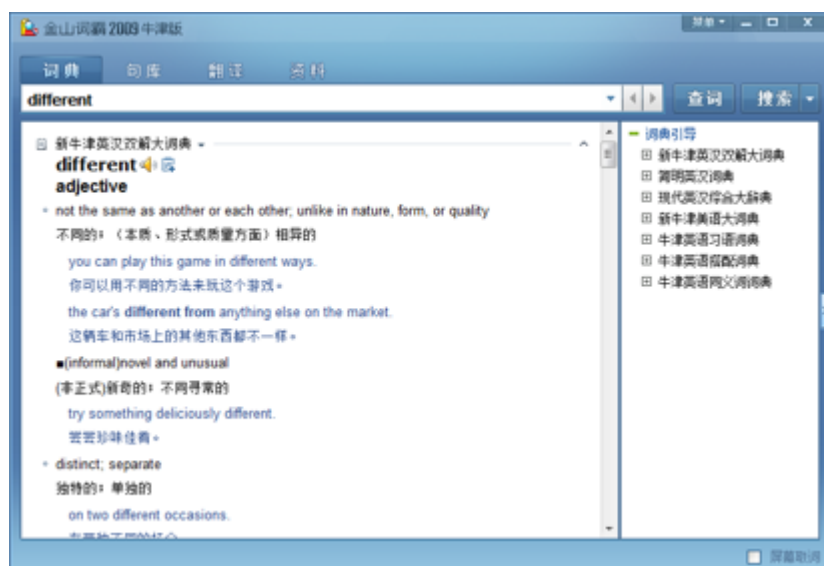 金山词霸 2009 牛津版
菜单
词典 句库 翻译 资料
different
查词 搜索
新牛津英汉双解大词典
different
adjective
not the same as another or each other; unlike in nature, form, or quality
不同的；（本质、形式或质量方面）相异的
you can play this game in different ways.
你可以用不同的方法来玩这个游戏。
the car's different from anything else on the market.
这辆车和市场上的其他东西都不一样。
■(informal)novel and unusual
(非正式)新奇的；不同寻常的
try something deliciously different.
尝尝珍味佳肴。
distinct; separate
独特的；单独的
on two different occasions.
词典引导
新牛津英汉双解大词典
简明英汉词典
现代英汉综合大辞典
新牛津美语大词典
牛津英语习语词典
牛津英语搭配词典
牛津英语同义词词典
屏幕取词